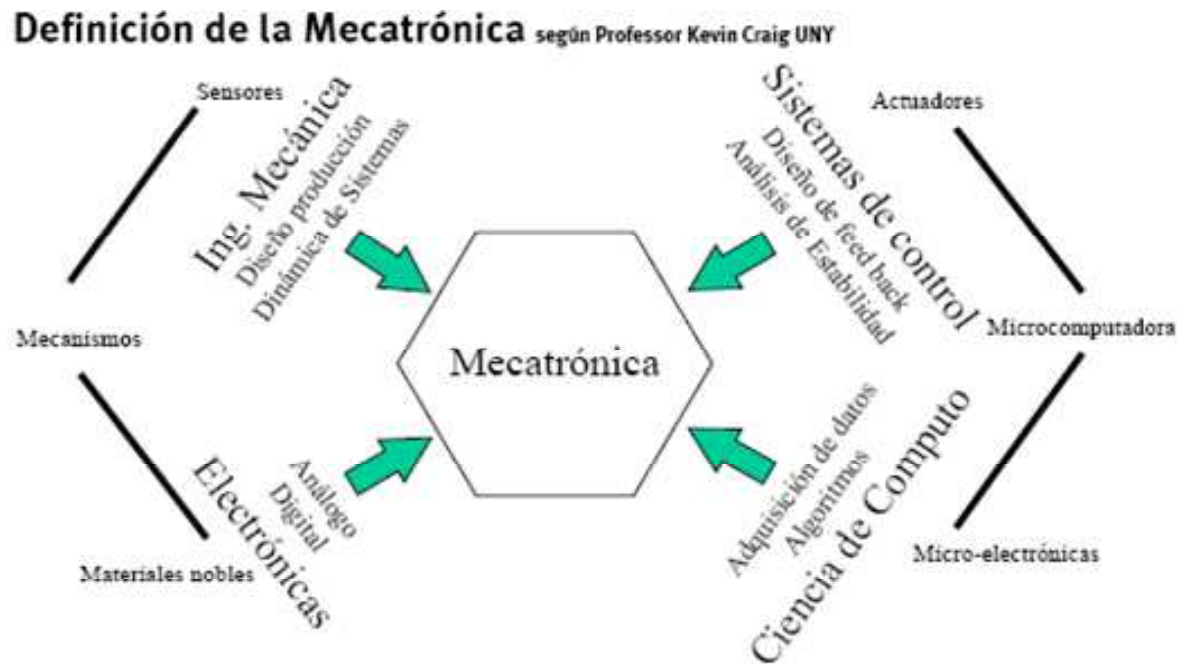 Definición de la Mecatrónica según Professor Kevin Craig UNY
Sensores
Ing. Mecánica
Diseño producción
Dinámica de Sistemas
Mecanismos
Actuadores
Sistemas de control
Diseño de feed back
Análisis de Estabilidad
Microcomputadora
Mecatrónica
Análogo
Digital
Electrónicas
Materiales nobles
Adquisición de datos
Algoritmos
Ciencia de Computo
Micro-electrónicas